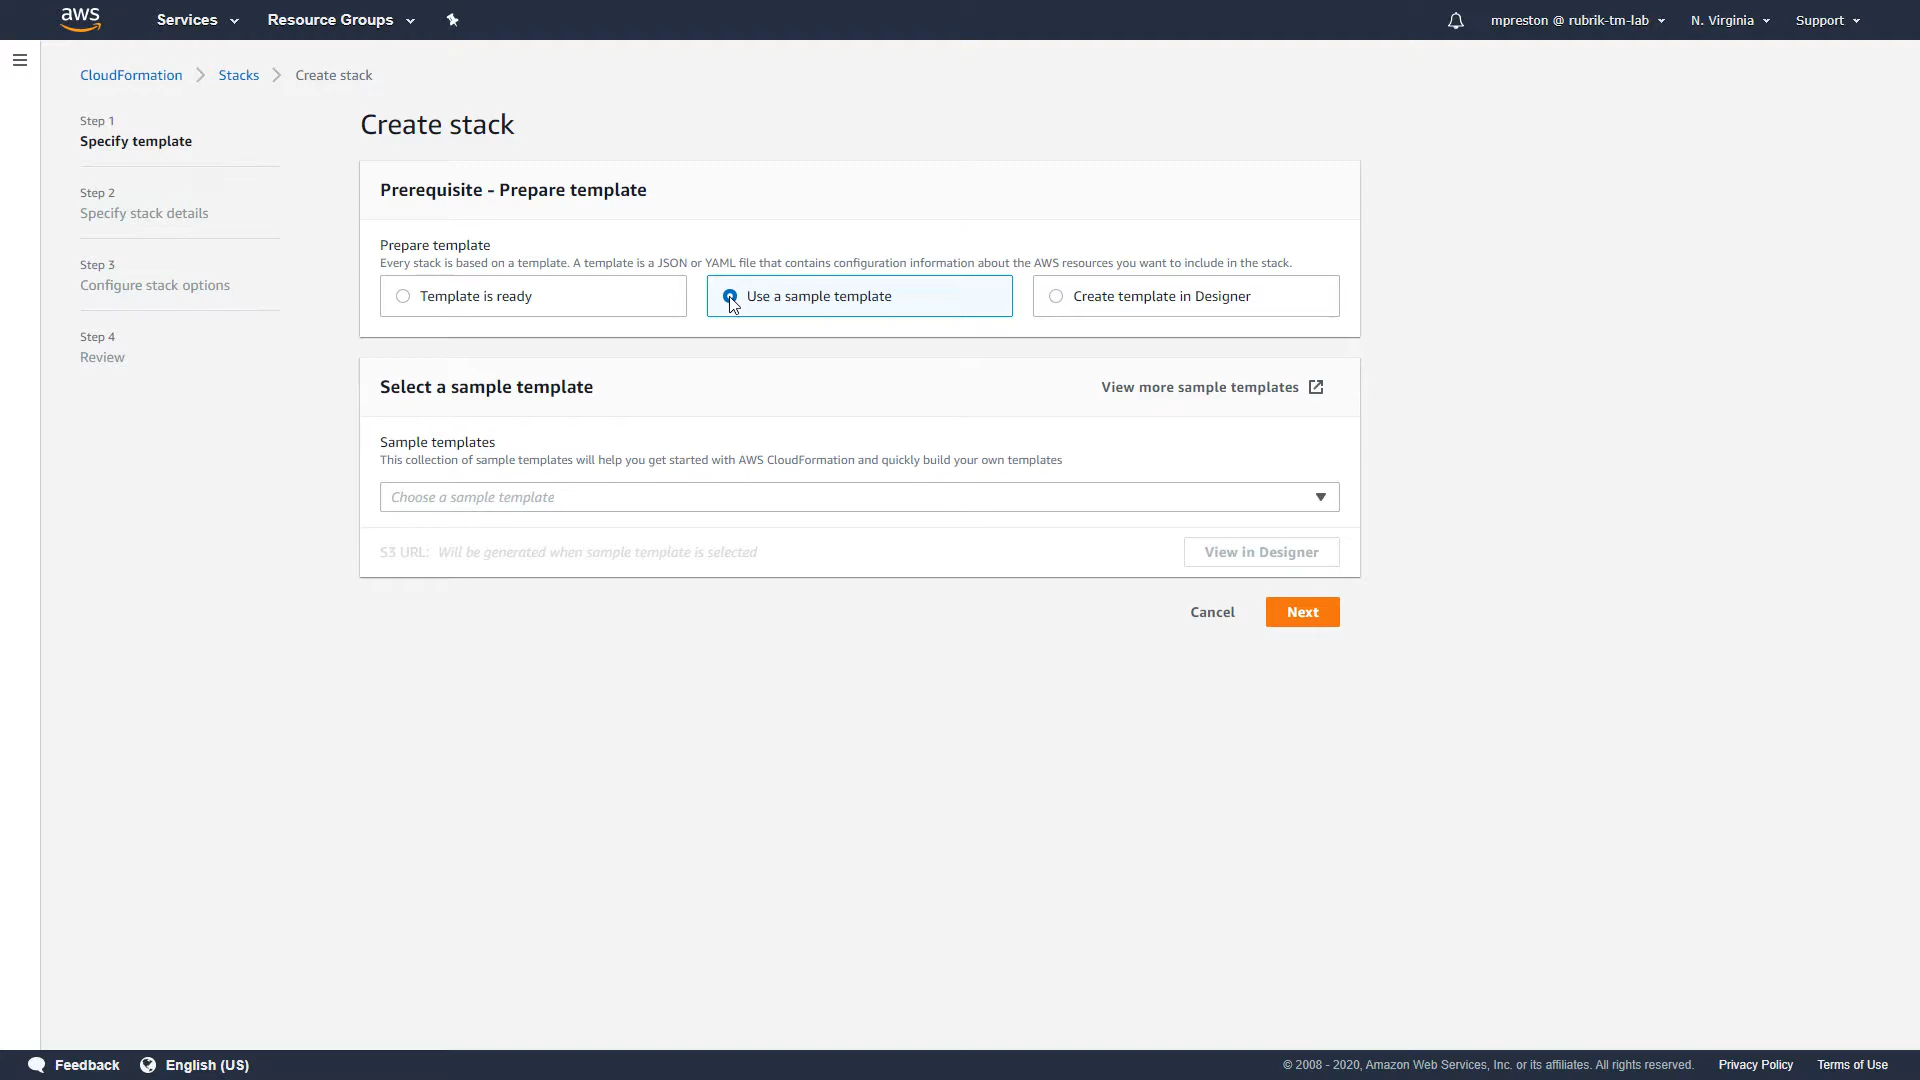 aws
Services
Resource Groups
mpreston @ rubrik-tm-lab
N. Virginia
Support
CloudFormation
Stacks
Create stack
Step 1
Specify template
Step 2
Specify stack details
Step 3
Configure stack options
Step 4
Review
Create stack
Prerequisite - Prepare template
Prepare template
Every stack is based on a template. A template is a JSON or YAML file that contains configuration information about the AWS resources you want to include in the stack.
Template is ready
Use a sample template
Create template in Designer
Select a sample template
View more sample templates
Sample templates
This collection of sample templates will help you get started with AWS CloudFormation and quickly build your own templates
Choose a sample template
S3 URL: Will be generated when sample template is selected
View in Designer
Cancel
Next
Feedback
English (US)
© 2008 - 2020, Amazon Web Services, Inc. or its affiliates. All rights reserved.
Privacy Policy
Terms of Use